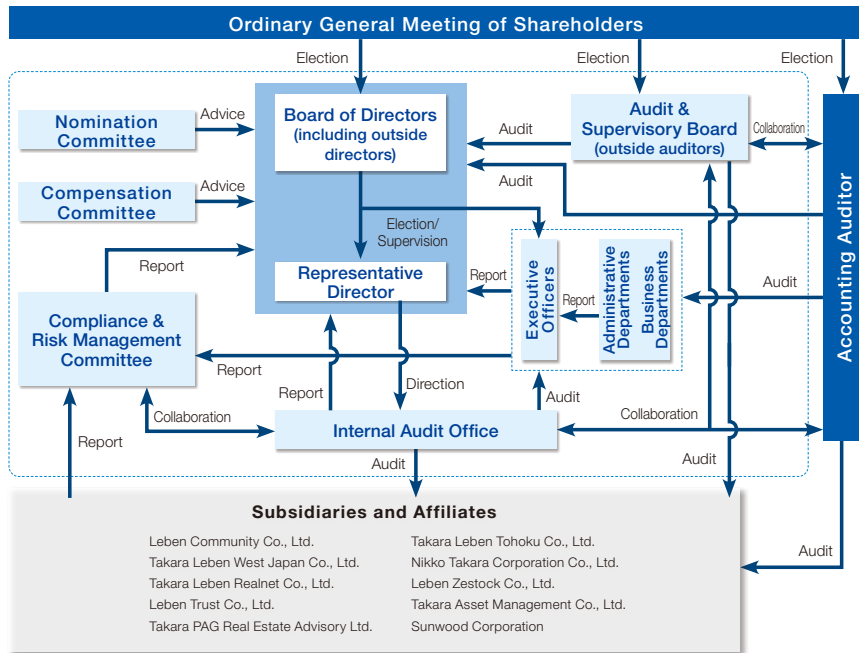 Ordinary General Meeting of Shareholders
Election
Election
Election
Nomination
Committee
Advice
Board of Directors
(including outside
directors)
Audit
Audit
Audit &
Supervisory Board
(outside auditors)
Collaboration
Accounting Auditor
Compensation
Committee
Advice
Election/
Supervision
Report
Representative
Director
Report
Executive
Officers
Report
Administrative
Departments
Business
Departments
Audit
Compliance &
Risk Management
Committee
Report
Report
Direction
Audit
Collaboration
Collaboration
Report
Internal Audit Office
Audit
Audit
Audit
Subsidiaries and Affiliates
Leben Community Co., Ltd.
Takara Leben West Japan Co., Ltd.
Takara Leben Realnet Co., Ltd.
Leben Trust Co., Ltd.
Takara PAG Real Estate Advisory Ltd.
Takara Leben Tohoku Co., Ltd.
Nikko Takara Corporation Co., Ltd.
Leben Zestock Co., Ltd.
Takara Asset Management Co., Ltd.
Sunwood Corporation